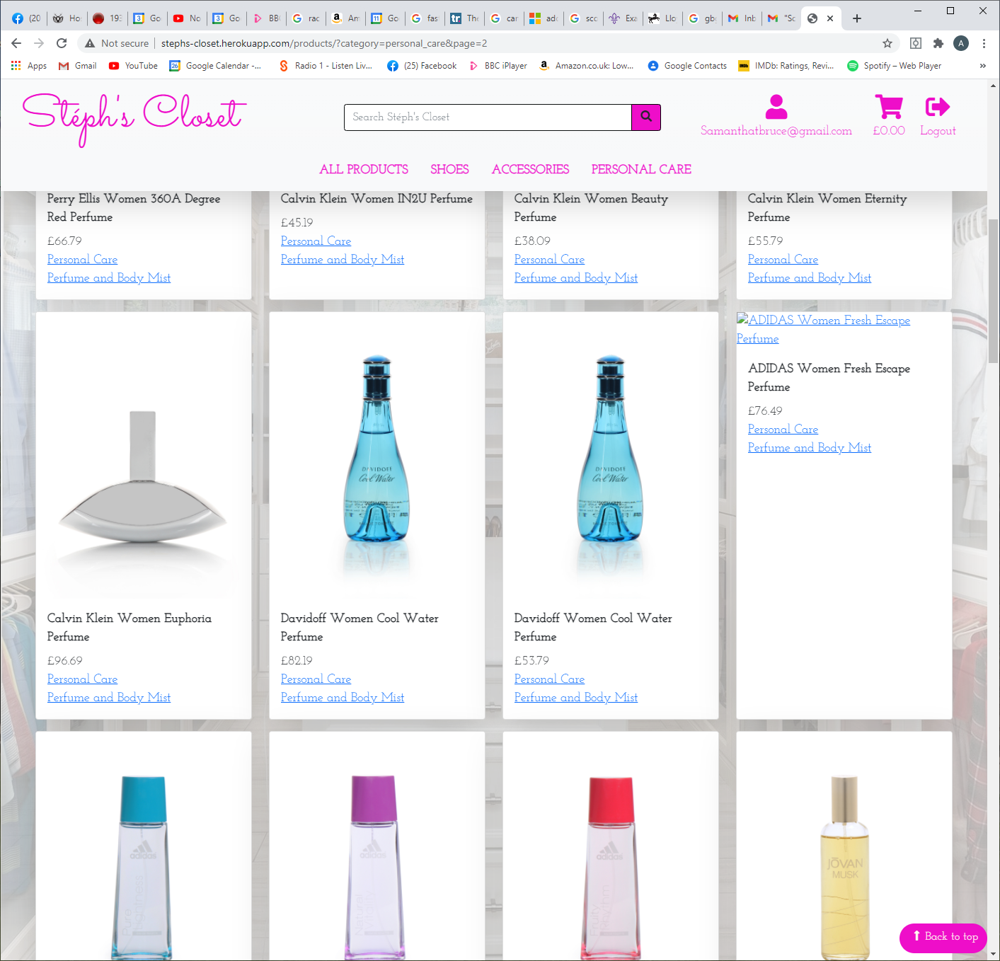 (20
Ho
193
Go
No
Go
BBC
rac
Am
Go
fas
The
car
adc
scc
Exa
Llo
gb
Inb
"Sc
Not secure
stephs-closet.herokuapp.com/products/?category=personal_care&page=2
A
Apps
Gmail
YouTube
Google Calendar -...
Radio 1 - Listen Liv...
(25) Facebook
BBC iPlayer
Amazon.co.uk: Low...
Google Contacts
IMDb: Ratings, Revi...
Spotify – Web Player
»
Stéph's Closet
Search Stéph's Closet
Samanthatbruce@gmail.com
£0.00
Logout
ALL PRODUCTS
SHOES
ACCESSORIES
PERSONAL CARE
Perry Ellis Women 360A Degree
Red Perfume
£66.79
Personal Care
Perfume and Body Mist
Calvin Klein Women IN2U Perfume
£45.19
Personal Care
Perfume and Body Mist
Calvin Klein Women Beauty
Perfume
£38.09
Personal Care
Perfume and Body Mist
Calvin Klein Women Eternity
Perfume
£55.79
Personal Care
Perfume and Body Mist
Calvin Klein Women Euphoria
Perfume
£96.69
Personal Care
Perfume and Body Mist
DAVIDOFF
Cool Water
Davidoff Women Cool Water
Perfume
£82.19
Personal Care
Perfume and Body Mist
DAVIDOFF
Cool Water
Davidoff Women Cool Water
Perfume
£53.79
Personal Care
Perfume and Body Mist
ADIDAS Women Fresh Escape
Perfume
ADIDAS Women Fresh Escape
Perfume
£76.49
Personal Care
Perfume and Body Mist
adidas
Pure
Lightness
adidas
Natural
Vitality
adidas
Fruity
Rhythm
JŌVAN
MUSK
Back to top